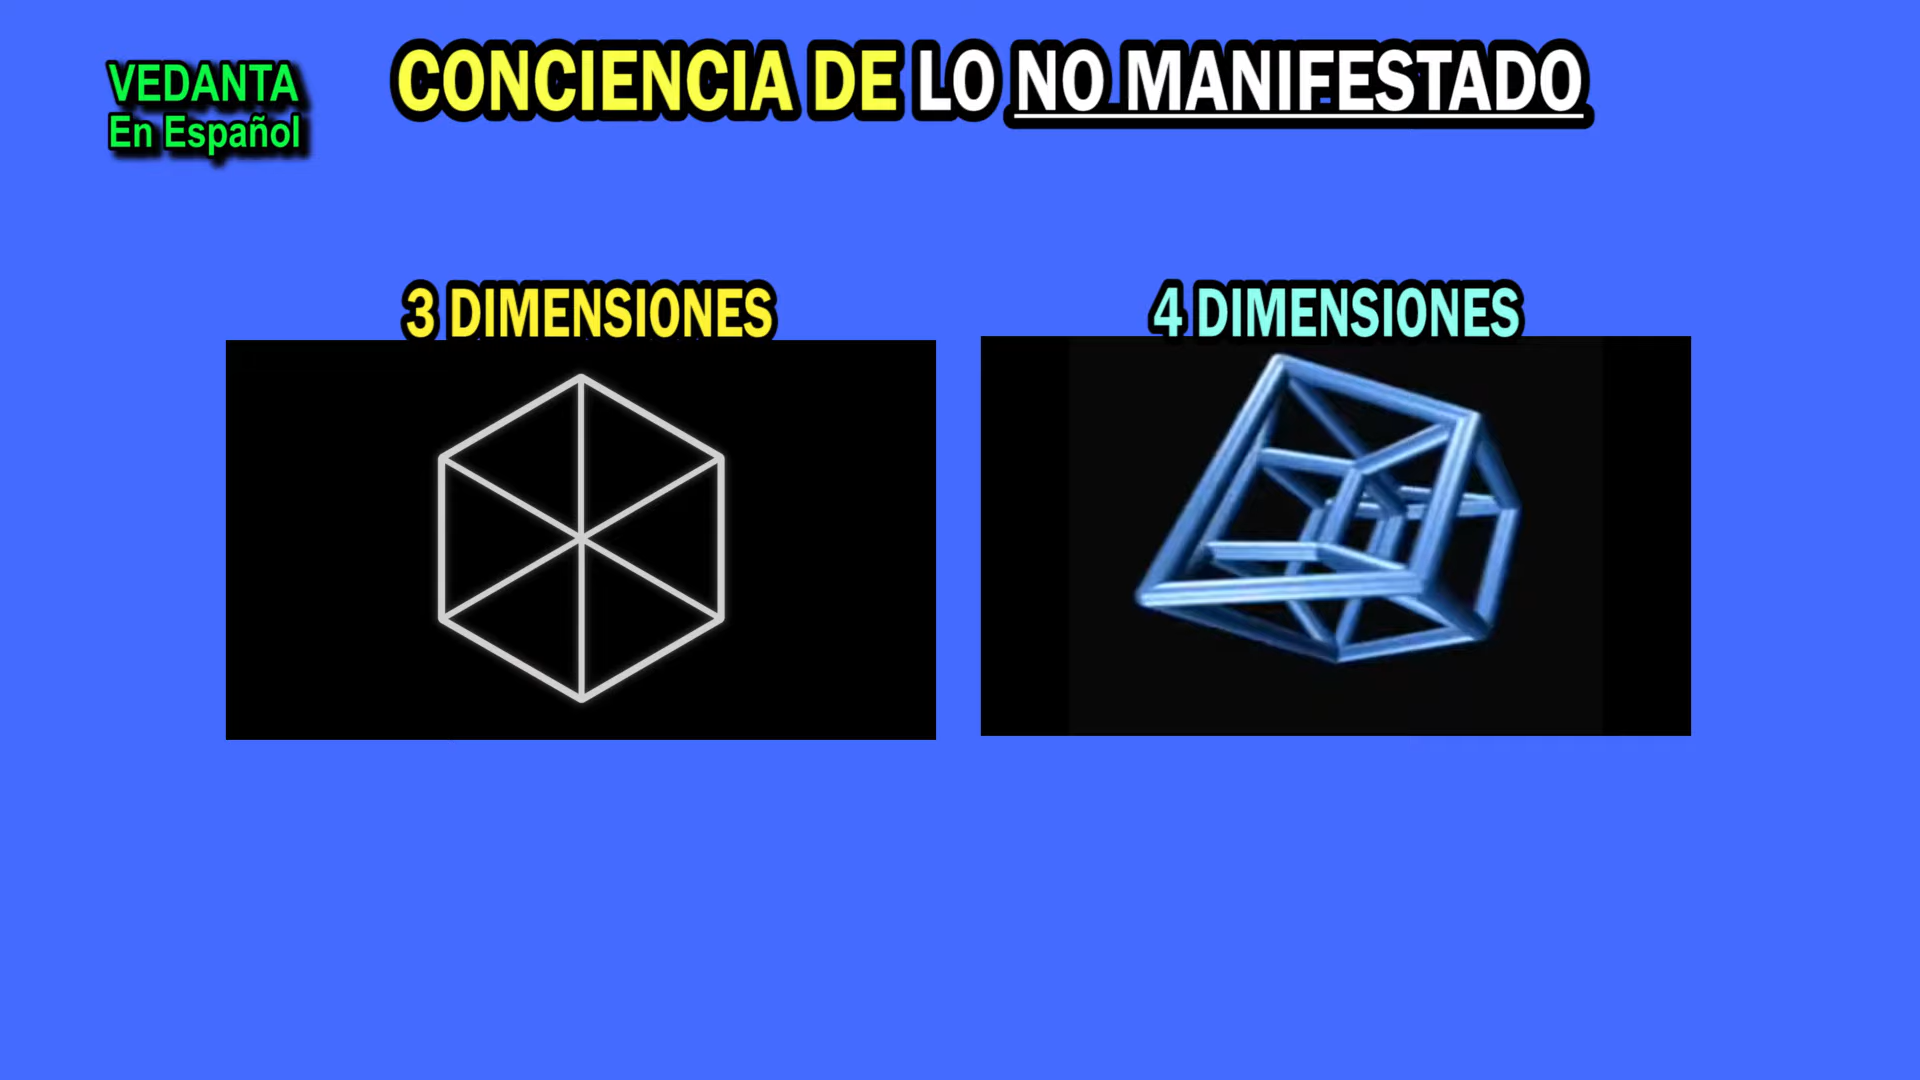 VEDANTA
En Español
CONCIENCIA DE LO NO MANIFESTADO
3 DIMENSIONES
4 DIMENSIONES